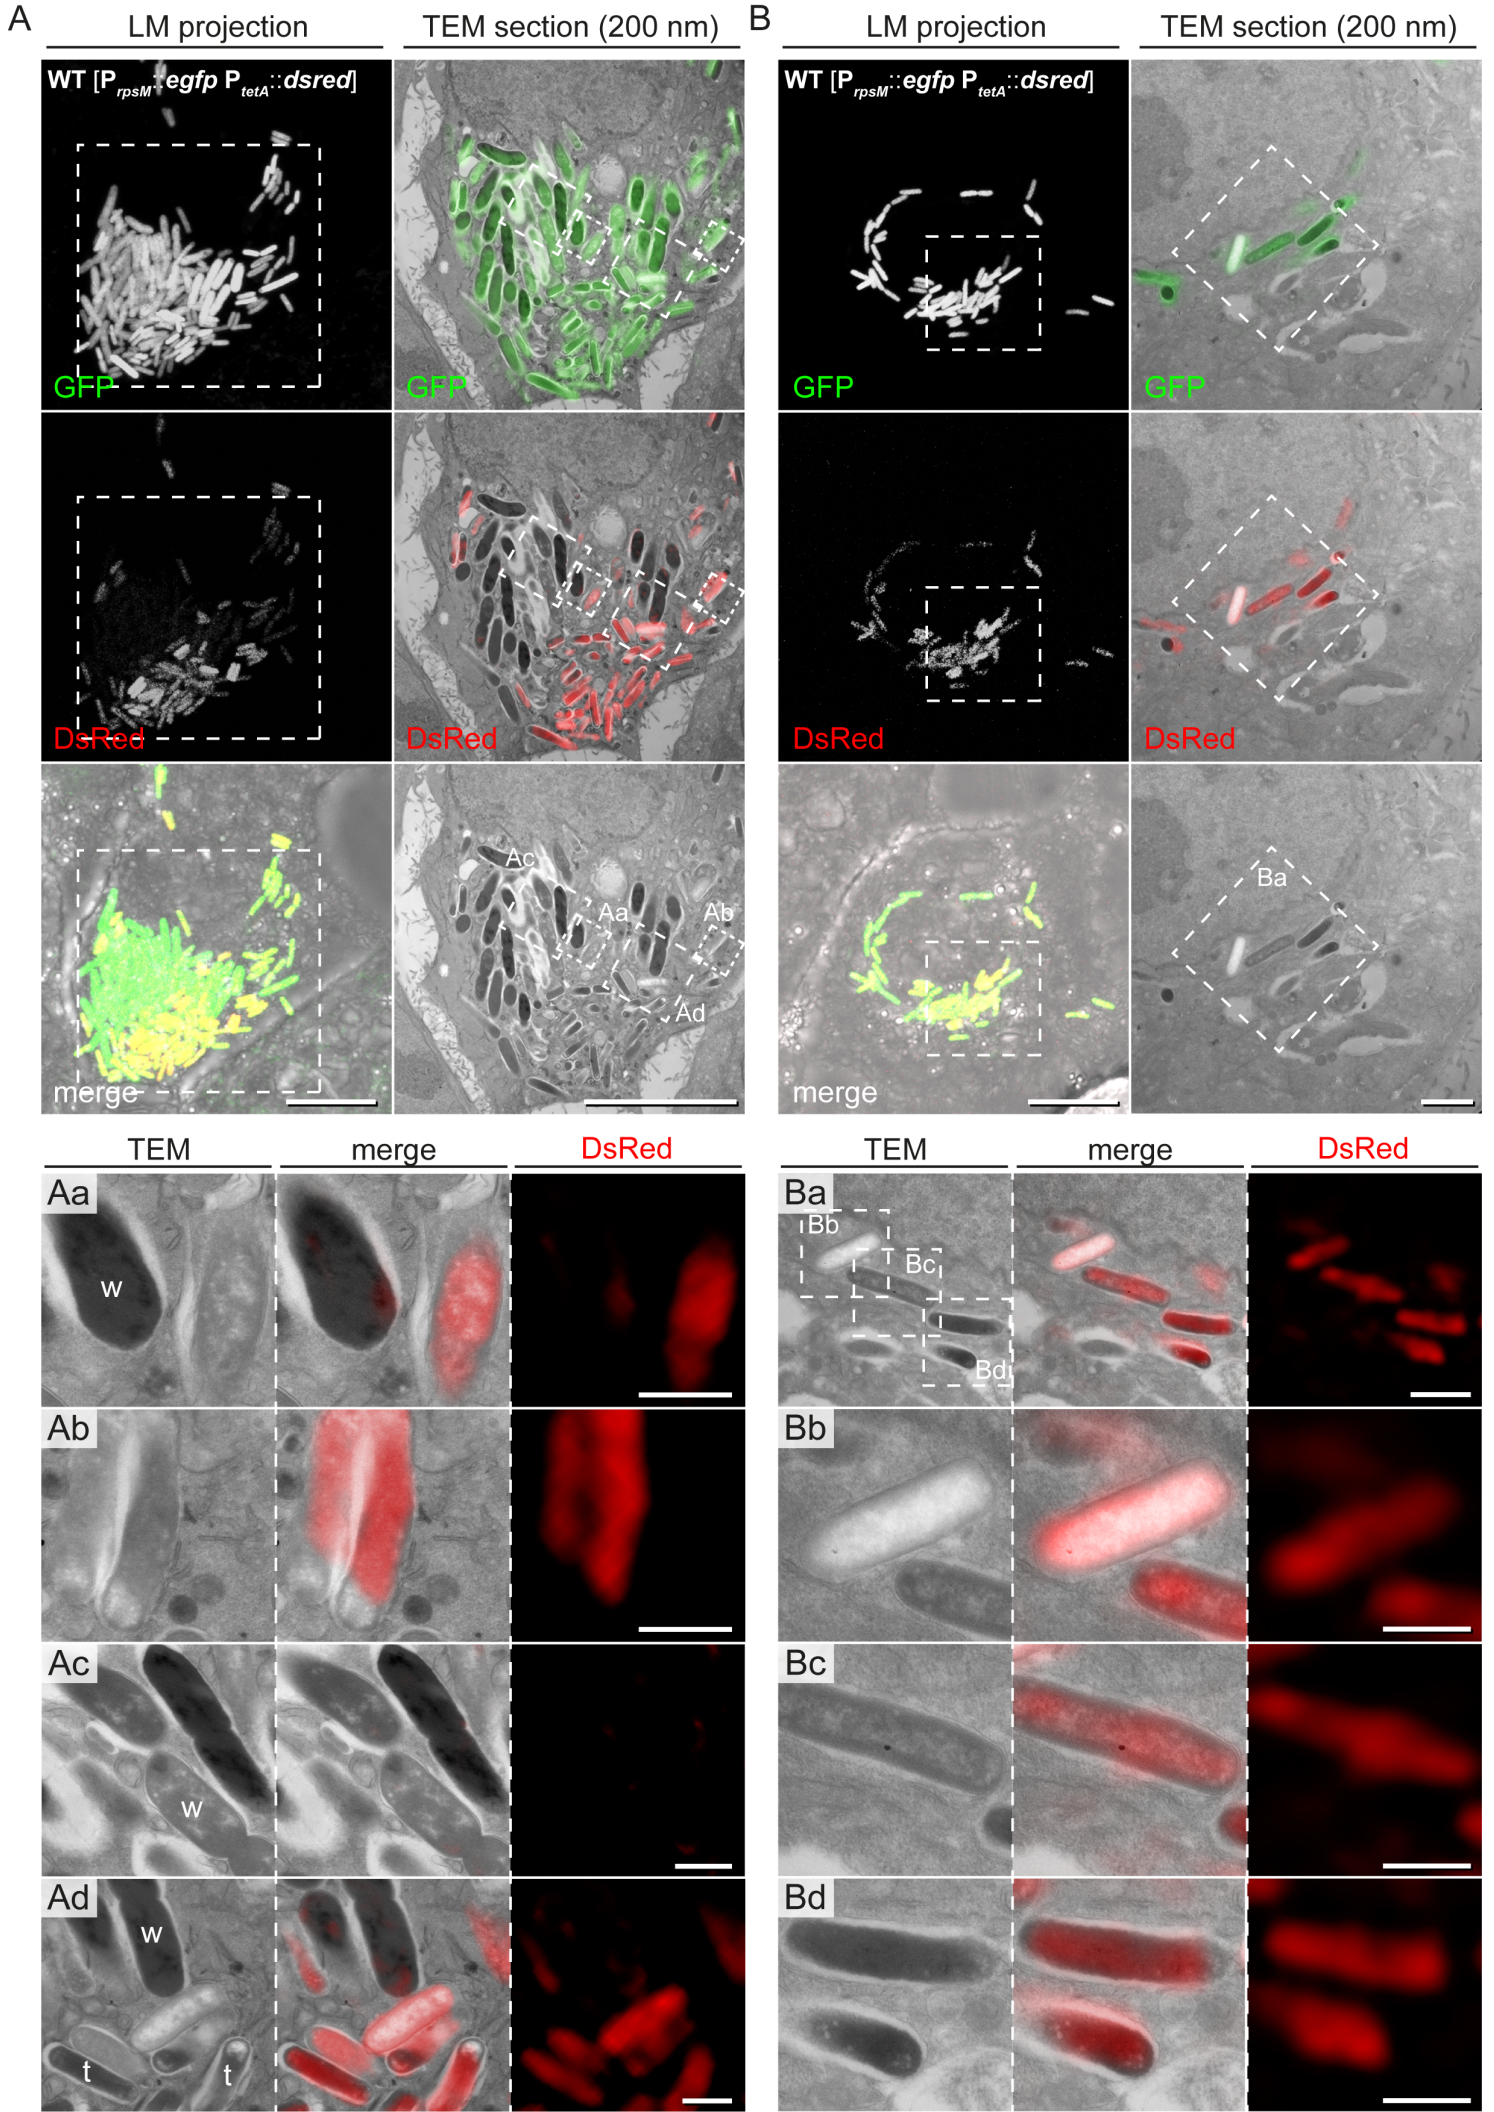 A
LM projection
TEM section (200 nm)
B
LM projection
TEM section (200 nm)
WT [PrpsM::egfp PtetA::dsred]
WT [PrpsM::egfp PtetA::dsred]
GFP
GFP
GFP
GFP
DsRed
DsRed
DsRed
DsRed
Ac
Aa
Ab
Ad
Ba
merge
merge
TEM
merge
DsRed
TEM
merge
DsRed
Aa
w
Ba
Bb
Bc
Bd
Ab
Bb
Ac
w
Bc
Ad
w
t
t
Bd